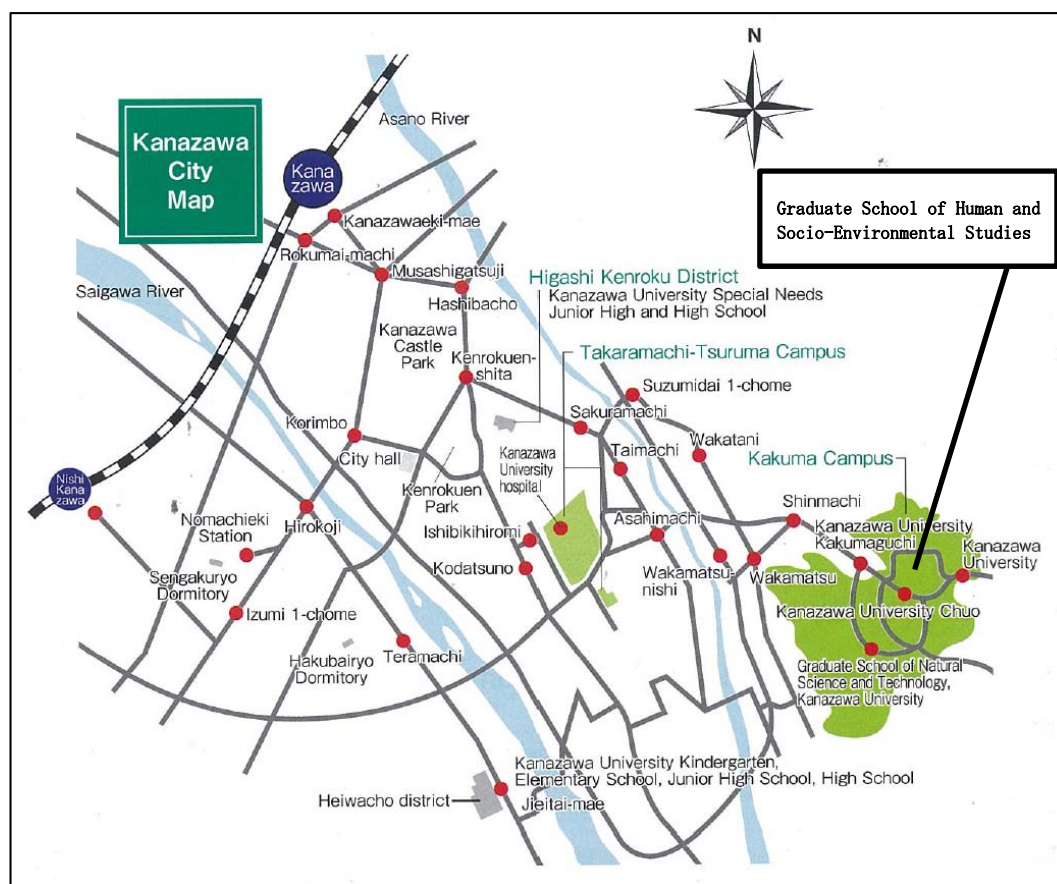 N
Kanazawa
City
Map
Kana
zawa
Asano River
Graduate School of Human and
Socio-Environmental Studies
Kanazawaeki-mae
Rokumai-machi
Musashigatsuji
Saigawa River
Hashibacho
Higashi Kenroku District
Kanazawa University Special Needs
Junior High and High School
Kanazawa
Castle
Park
Kenrokuen-
shita
Takaramachi-Tsuruma Campus
Suzumidai 1-chome
Sakuramachi
Korimbo
City hall
Taimachi
Wakatani
Kanazawa
University
hospital
Kakuma Campus
Nishi
Kana
zawa
Kenrokuen
Park
Shinmachi
Nomachieki
Station
Hirokoji
Ishibikihiromi
Asahimachi
Kanazawa University
Kakumaguchi
Kanazawa
University
Sengakuryo
Dormitory
Kodatsuno
Wakamatsu-
nishi
Wakamatsu
Kanazawa University Chuo
Izumi 1-chome
Hakubairyo
Dormitory
Teramachi
Graduate School of Natural
Science and Technology,
Kanazawa University
Kanazawa University Kindergarten,
Elementary School, Junior High School, High School
Heiwacho district
Jieitai-mae